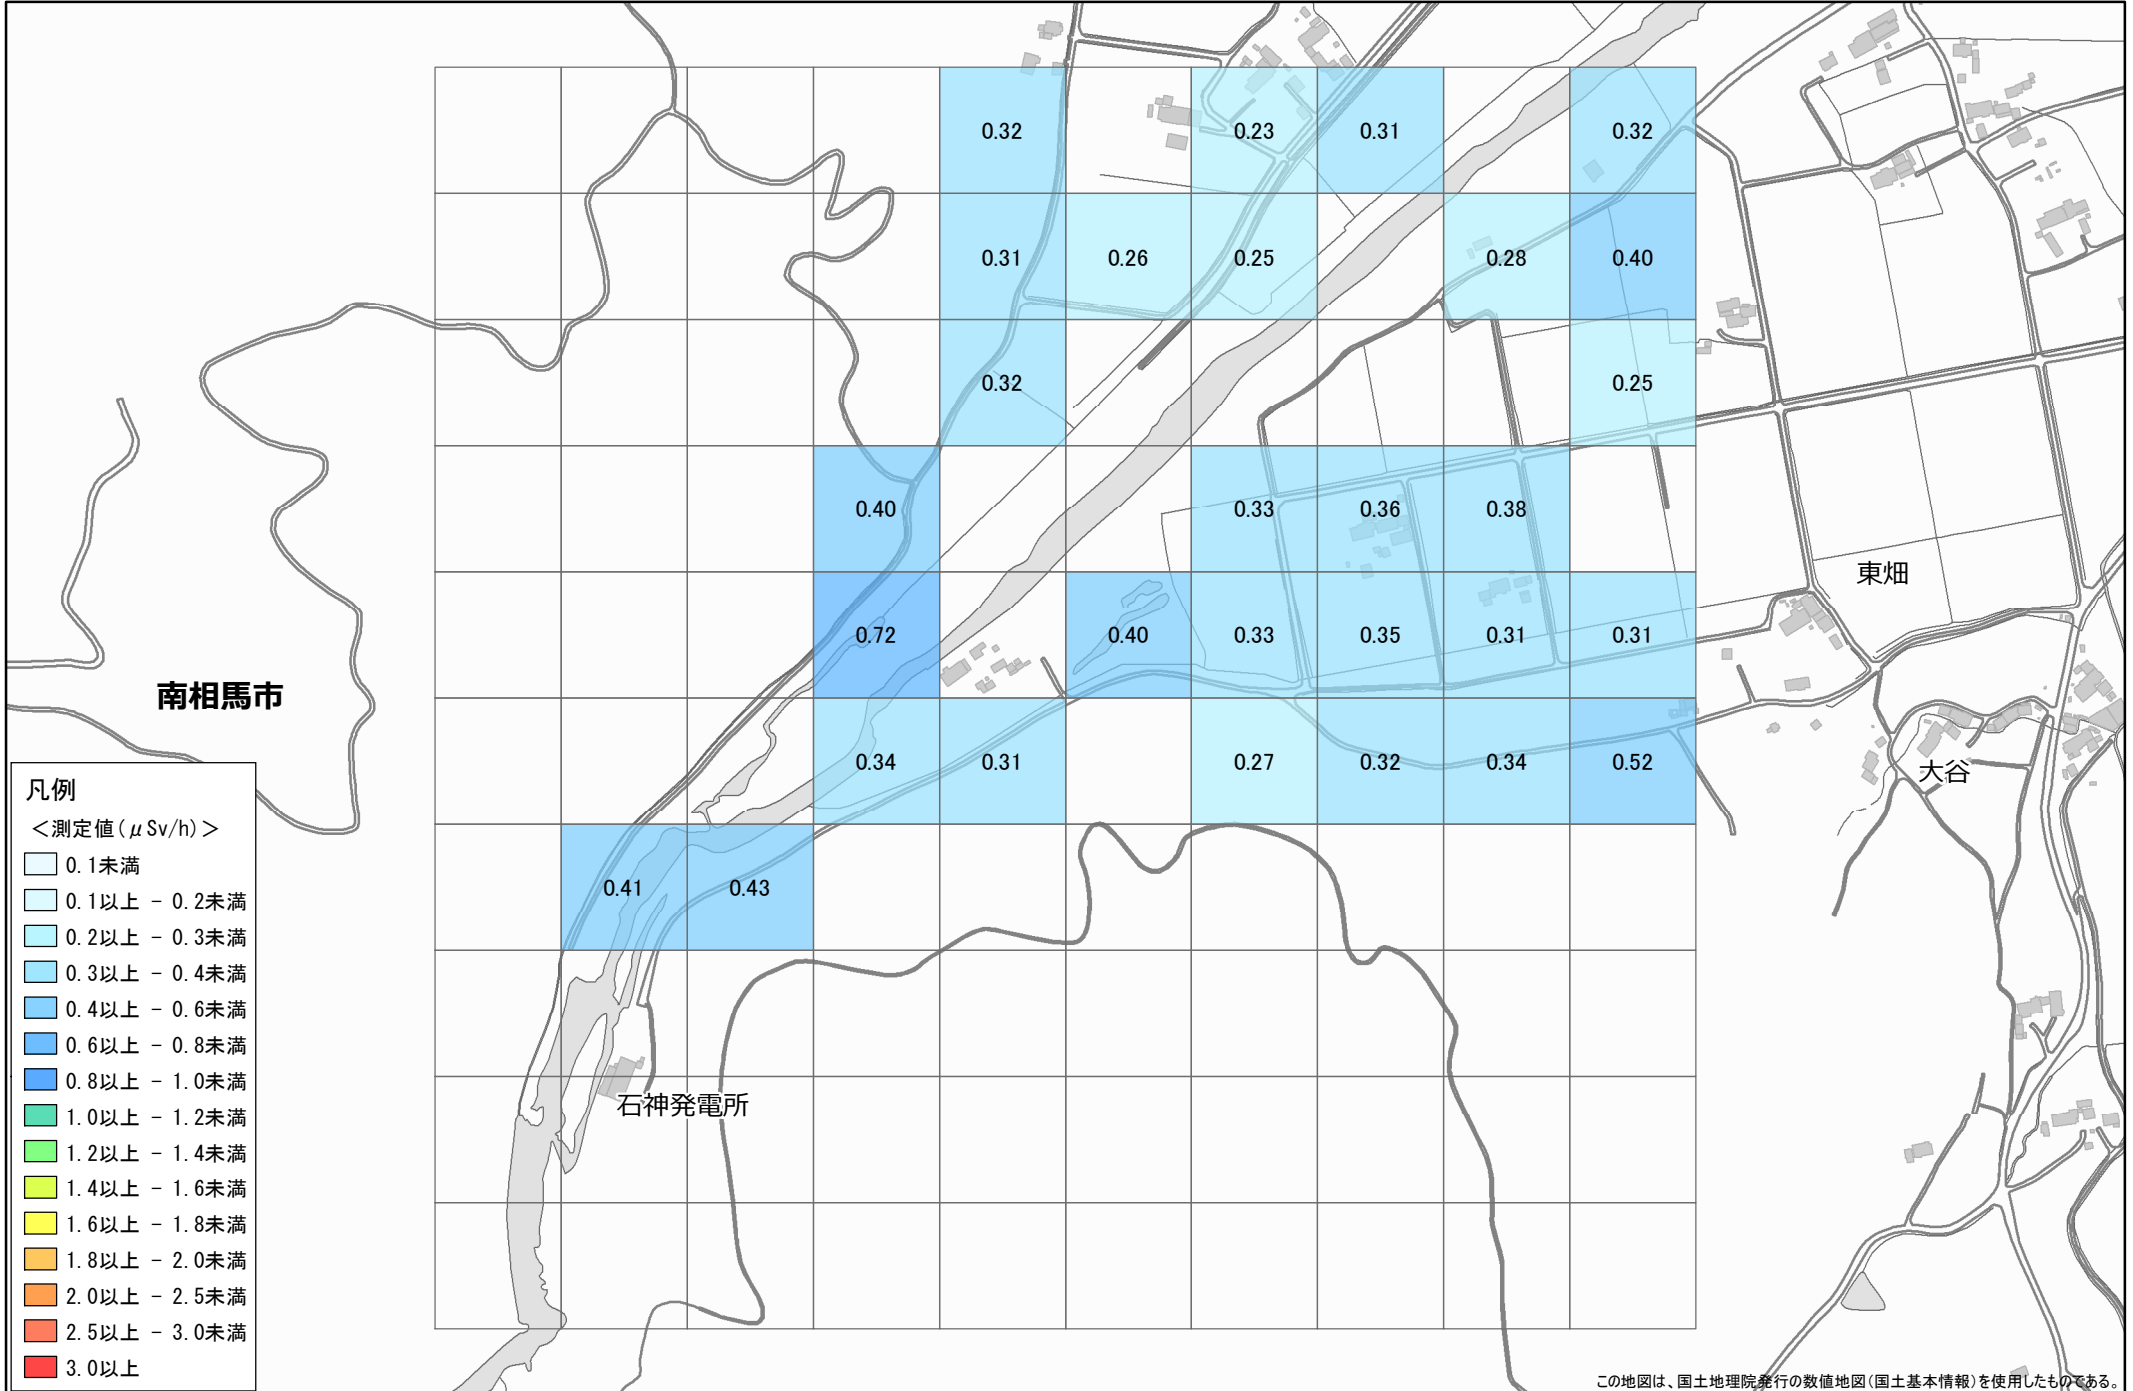 0.32 0.23 0.31 0.32
0.31 0.26 0.25 0.28 0.40
0.32 0.25
0.40 0.33 0.36 0.38
東畑
0.72 0.40 0.33 0.35 0.31 0.31
南相馬市
0.34 0.31 0.27 0.32 0.34 0.52
大谷
0.41 0.43
石神発電所
凡例
＜測定値(μSv/h)＞
0.1未満
0.1以上 - 0.2未満
0.2以上 - 0.3未満
0.3以上 - 0.4未満
0.4以上 - 0.6未満
0.6以上 - 0.8未満
0.8以上 - 1.0未満
1.0以上 - 1.2未満
1.2以上 - 1.4未満
1.4以上 - 1.6未満
1.6以上 - 1.8未満
1.8以上 - 2.0未満
2.0以上 - 2.5未満
2.5以上 - 3.0未満
3.0以上
この地図は、国土地理院発行の数値地図(国土基本情報)を使用したものである。